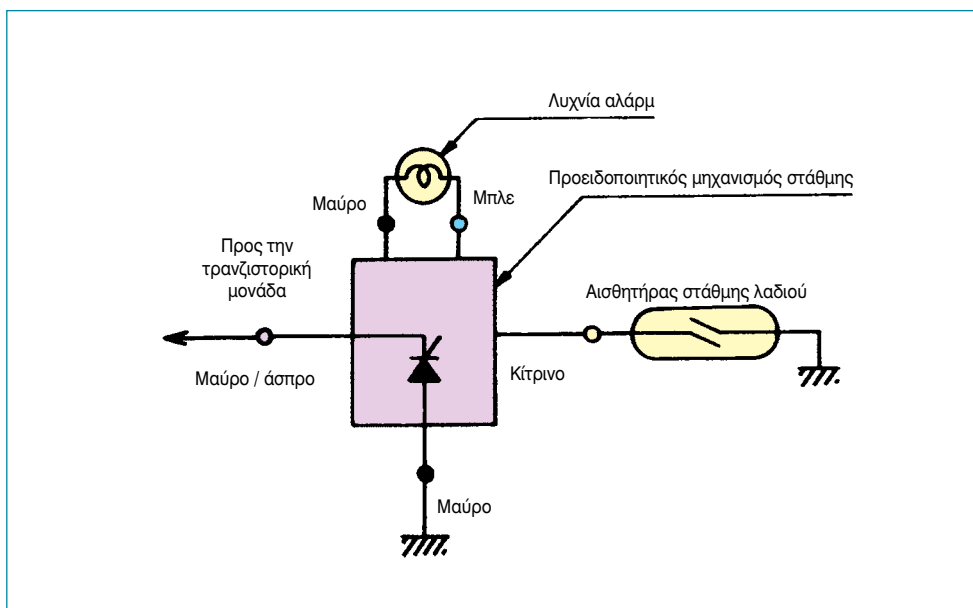 Λυχνία αλάρμ
Προειδοποιητικός μηχανισμός στάθμης
Μαύρο
Μπλε
Προς την
τρανζιστορική
μονάδα
Αισθητήρας στάθμης λαδιού
Μαύρο / άσπρο
Κίτρινο
Μαύρο